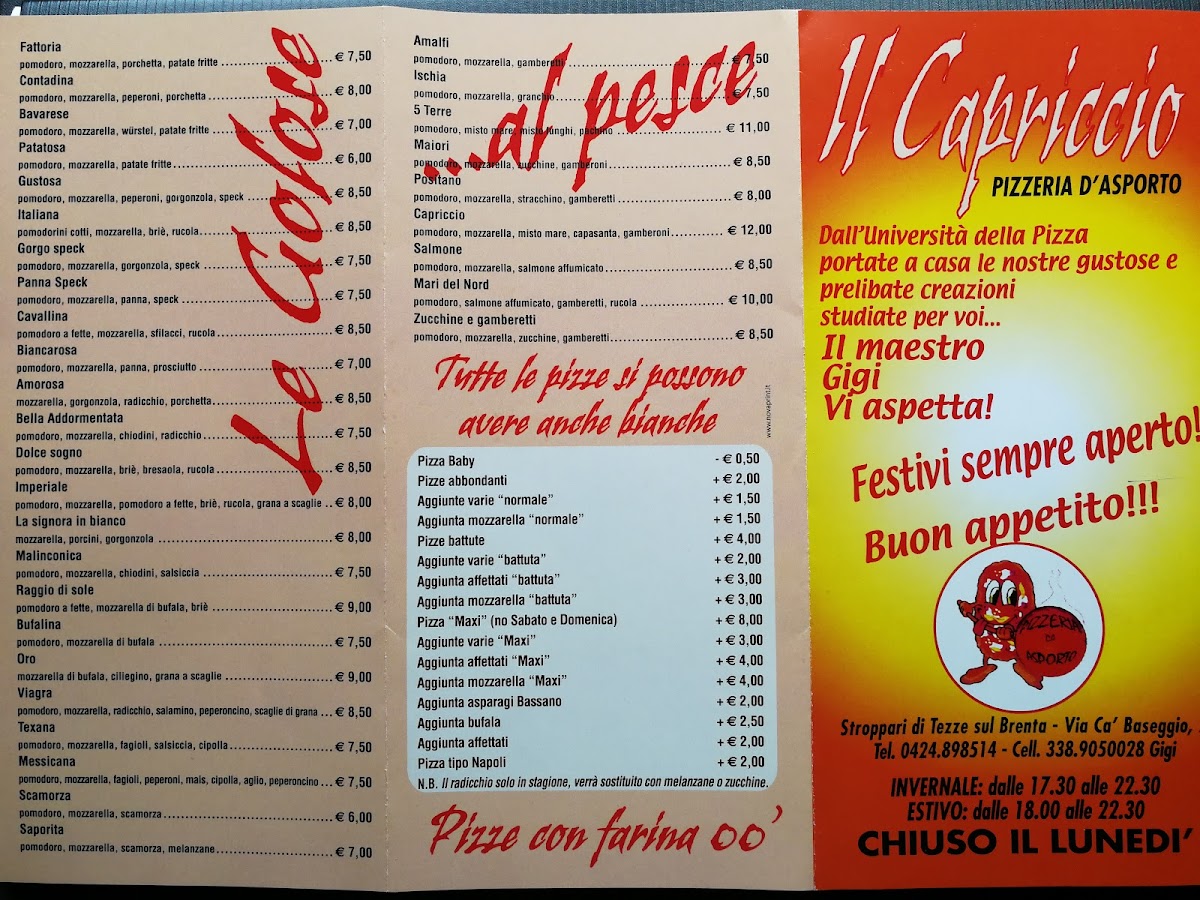 Le Ciofose
Fattoria
pomodoro, mozzarella, porchetta, patate fritte € 7,50
Contadina
pomodoro, mozzarella, peperoni, porchetta € 8,00
Bavarese
pomodoro, mozzarella, würstel, patate fritte € 7,00
Patatosa
pomodoro, mozzarella, patate fritte € 6,00
Gustosa
pomodoro, mozzarella, peperoni, gorgonzola, speck € 8,50
Italiana
pomodorini cotti, mozzarella, briè, rucola € 8,50
Gorgo speck
pomodoro, mozzarella, gorgonzola, speck € 7,50
Panna Speck
pomodoro, mozzarella, panna, speck € 7,50
Cavallina
pomodoro a fette, mozzarella, sfilacci, rucola € 8,50
Biancarosa
pomodoro, mozzarella, panna, prosciutto € 7,00
Amorosa
mozzarella, gorgonzola, radicchio, porchetta € 8,50
Bella Addormentata
pomodoro, mozzarella, chiodini, radicchio € 7,50
Dolce sogno
pomodoro, mozzarella, briè, bresaola, rucola € 8,50
Imperiale
pomodoro, mozzarella, pomodoro a fette, briè, rucola, grana a scaglie € 8,00
La signora in bianco
mozzarella, porcini, gorgonzola € 8,00
Malinconica
pomodoro, mozzarella, chiodini, salsiccia € 7,50
Raggio di sole
pomodoro a fette, mozzarella di bufala, briè € 9,00
Bufalina
pomodoro, mozzarella di bufala € 7,50
Oro
mozzarella di bufala, ciliegino, grana a scaglie € 9,00
Viagra
pomodoro, mozzarella, radicchio, salamino, peperoncino, scaglie di grana € 8,50
Texana
pomodoro, mozzarella, fagioli, salsiccia, cipolla € 7,50
Messicana
pomodoro, mozzarella, fagioli, peperoni, mais, cipolla, aglio, peperoncino € 7,50
Scamorza
pomodoro, mozzarella, scamorza € 6,00
Saporita
pomodoro, mozzarella, scamorza, melanzane € 7,00
...al pesce
Amalfi
pomodoro, mozzarella, gamberetti € 7,50
Ischia
pomodoro, mozzarella, granchio € 7,50
5 Terre
pomodoro, misto mare, misto funghi, pachino € 11,00
Maiori
pomodoro, mozzarella, zucchine, gamberoni € 8,50
Positano
pomodoro, mozzarella, stracchino, gamberetti € 8,00
Capriccio
pomodoro, mozzarella, misto mare, capasanta, gamberoni € 12,00
Salmone
pomodoro, mozzarella, salmone affumicato € 8,50
Mari del Nord
pomodoro, salmone affumicato, gamberetti, rucola € 10,00
Zucchine e gamberetti
pomodoro, mozzarella, zucchine, gamberetti € 8,50
Tutte le pizze si possono
avere anche bianche
www.novaprint.it
Pizza Baby - € 0,50
Pizze abbondanti + € 2,00
Aggiunte varie “normale” + € 1,50
Aggiunta mozzarella “normale” + € 1,50
Pizze battute + € 4,00
Aggiunte varie “battuta” + € 2,00
Aggiunta affettati “battuta” + € 3,00
Aggiunta mozzarella “battuta” + € 3,00
Pizza “Maxi” (no Sabato e Domenica) + € 8,00
Aggiunte varie “Maxi” + € 3,00
Aggiunta affettati “Maxi” + € 4,00
Aggiunta mozzarella “Maxi” + € 4,00
Aggiunta asparagi Bassano + € 2,00
Aggiunta bufala + € 2,50
Aggiunta affettati + € 2,00
Pizza tipo Napoli + € 2,00
N.B. Il radicchio solo in stagione, verrà sostituito con melanzane o zucchine.
Pizze con farina 00'
Il Capriccio
PIZZERIA D'ASPORTO
Dall'Università della Pizza
portate a casa le nostre gustose e
prelibate creazioni
studiate per voi...
Il maestro
Gigi
Vi aspetta!
Festivi sempre aperto!
Buon appetito!!!
PIZZERIA
DA
ASPORTO
Stroppari di Tezze sul Brenta - Via Ca' Baseggio,
Tel. 0424.898514 - Cell. 338.9050028 Gigi
INVERNALE: dalle 17.30 alle 22.30
ESTIVO: dalle 18.00 alle 22.30
CHIUSO IL LUNEDI'